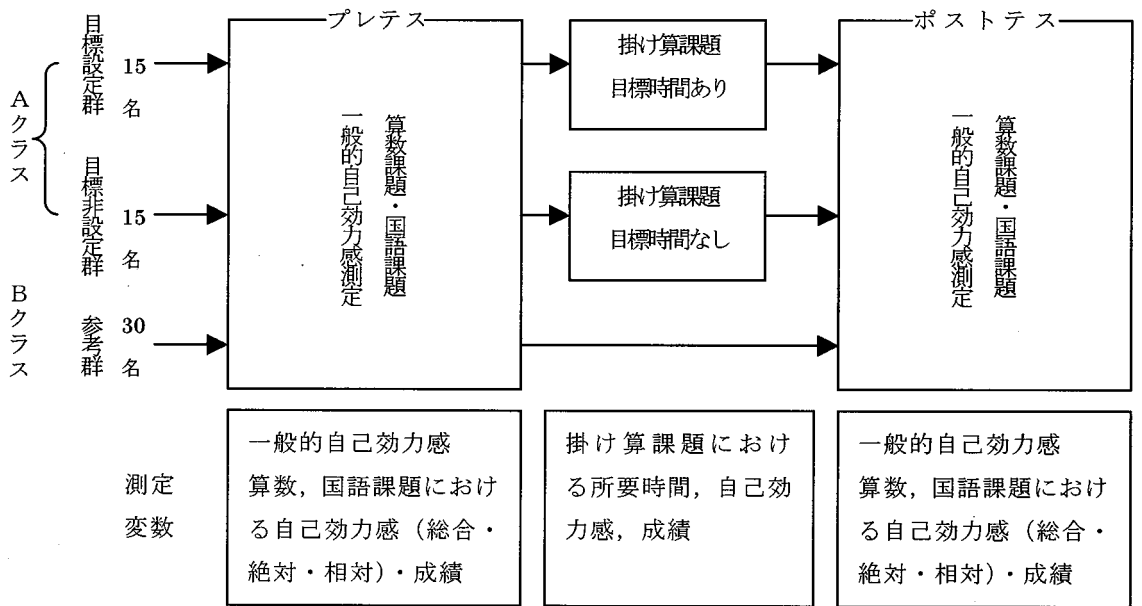 プレテス
ポストテス
Aクラス
目標設定群
15名
掛け算課題
目標時間あり
目標非設定群
15名
掛け算課題
目標時間なし
Bクラス
参考群
30名
算数課題・国語課題
一般的自己効力感測定
算数課題・国語課題
一般的自己効力感測定
測定
変数
一般的自己効力感
算数，国語課題におけ
る自己効力感（総合・
絶対・相対）・成績
掛け算課題におけ
る所要時間，自己効
力感，成績
一般的自己効力感
算数，国語課題におけ
る自己効力感（総合・
絶対・相対）・成績